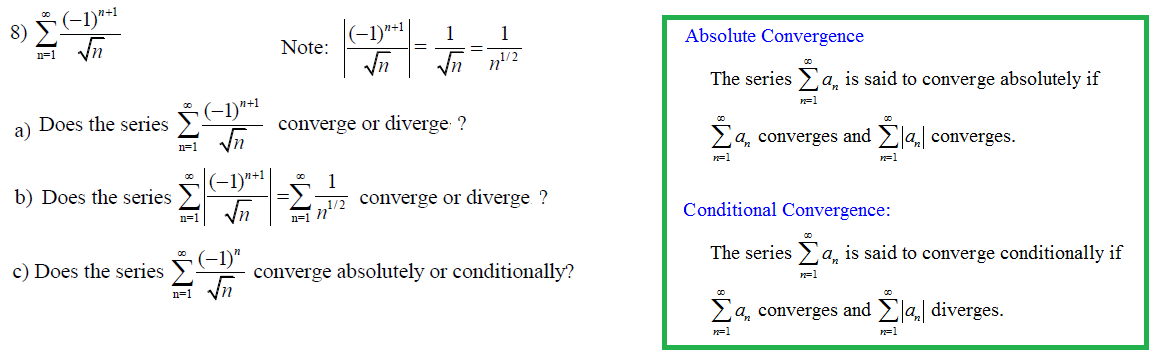 8) $\sum_{n=1}^{\infty} \frac{(-1)^{n+1}}{\sqrt{n}}$
Note: $\left|\frac{(-1)^{n+1}}{\sqrt{n}}\right| = \frac{1}{\sqrt{n}} = \frac{1}{n^{1/2}}$
a) Does the series $\sum_{n=1}^{\infty} \frac{(-1)^{n+1}}{\sqrt{n}}$ converge or diverge ?
b) Does the series $\sum_{n=1}^{\infty} \left|\frac{(-1)^{n+1}}{\sqrt{n}}\right| = \sum_{n=1}^{\infty} \frac{1}{n^{1/2}}$ converge or diverge ?
c) Does the series $\sum_{n=1}^{\infty} \frac{(-1)^{n}}{\sqrt{n}}$ converge absolutely or conditionally?
Absolute Convergence
The series $\sum_{n=1}^{\infty} a_n$ is said to converge absolutely if
$\sum_{n=1}^{\infty} a_n$ converges and $\sum_{n=1}^{\infty} |a_n|$ converges.
Conditional Convergence:
The series $\sum_{n=1}^{\infty} a_n$ is said to converge conditionally if
$\sum_{n=1}^{\infty} a_n$ converges and $\sum_{n=1}^{\infty} |a_n|$ diverges.